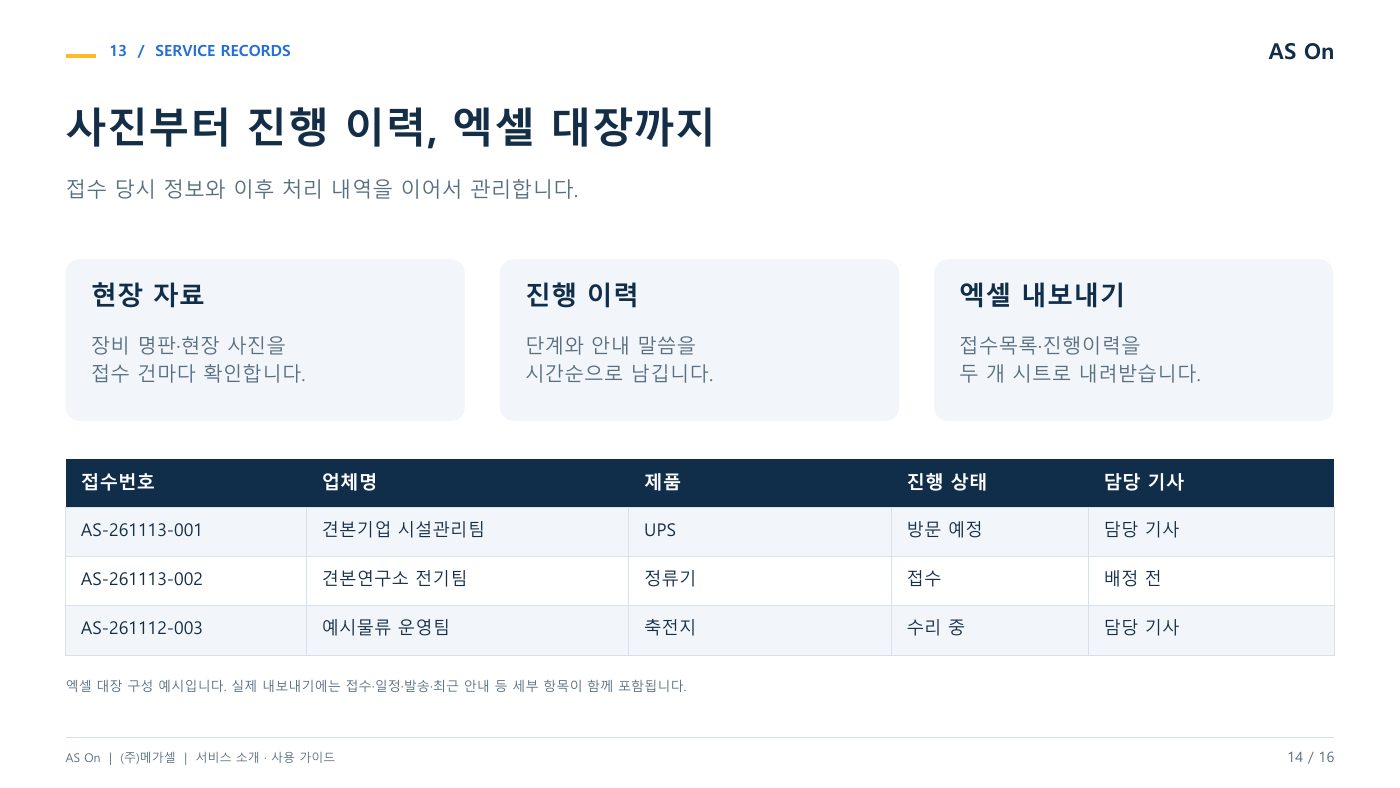 13 / SERVICE RECORDS
AS On
사진부터 진행 이력, 엑셀 대장까지
접수 당시 정보와 이후 처리 내역을 이어서 관리합니다.
현장 자료
장비 명판·현장 사진을
접수 건마다 확인합니다.
진행 이력
단계와 안내 말씀을
시간순으로 남깁니다.
엑셀 내보내기
접수목록·진행이력을
두 개 시트로 내려받습니다.
접수번호 업체명 제품 진행 상태 담당 기사
AS-261113-001 견본기업 시설관리팀 UPS 방문 예정 담당 기사
AS-261113-002 견본연구소 전기팀 정류기 접수 배정 전
AS-261112-003 예시물류 운영팀 축전지 수리 중 담당 기사
엑셀 대장 구성 예시입니다. 실제 내보내기에는 접수·일정·발송·최근 안내 등 세부 항목이 함께 포함됩니다.
AS On | (주)메가셀 | 서비스 소개 · 사용 가이드
14 / 16